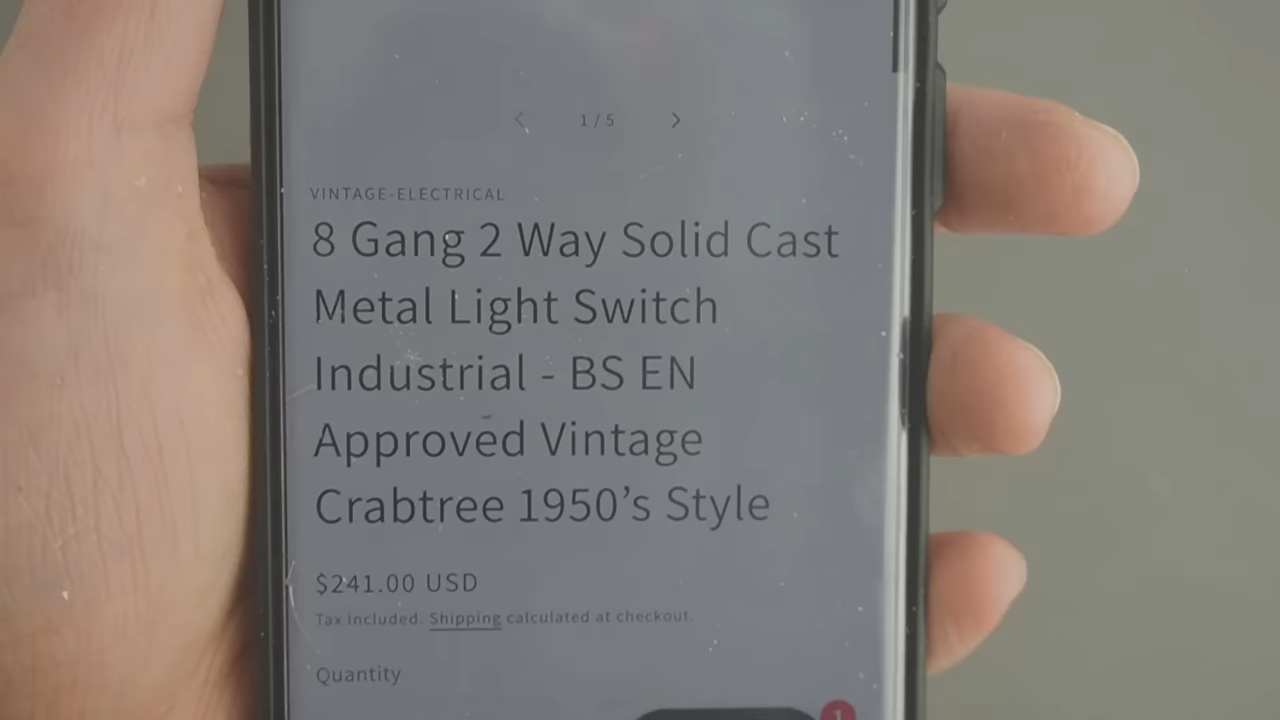 1 / 5
VINTAGE-ELECTRICAL
8 Gang 2 Way Solid Cast
Metal Light Switch
Industrial - BS EN
Approved Vintage
Crabtree 1950’s Style
$241.00 USD
Tax included. Shipping calculated at checkout.
Quantity
1